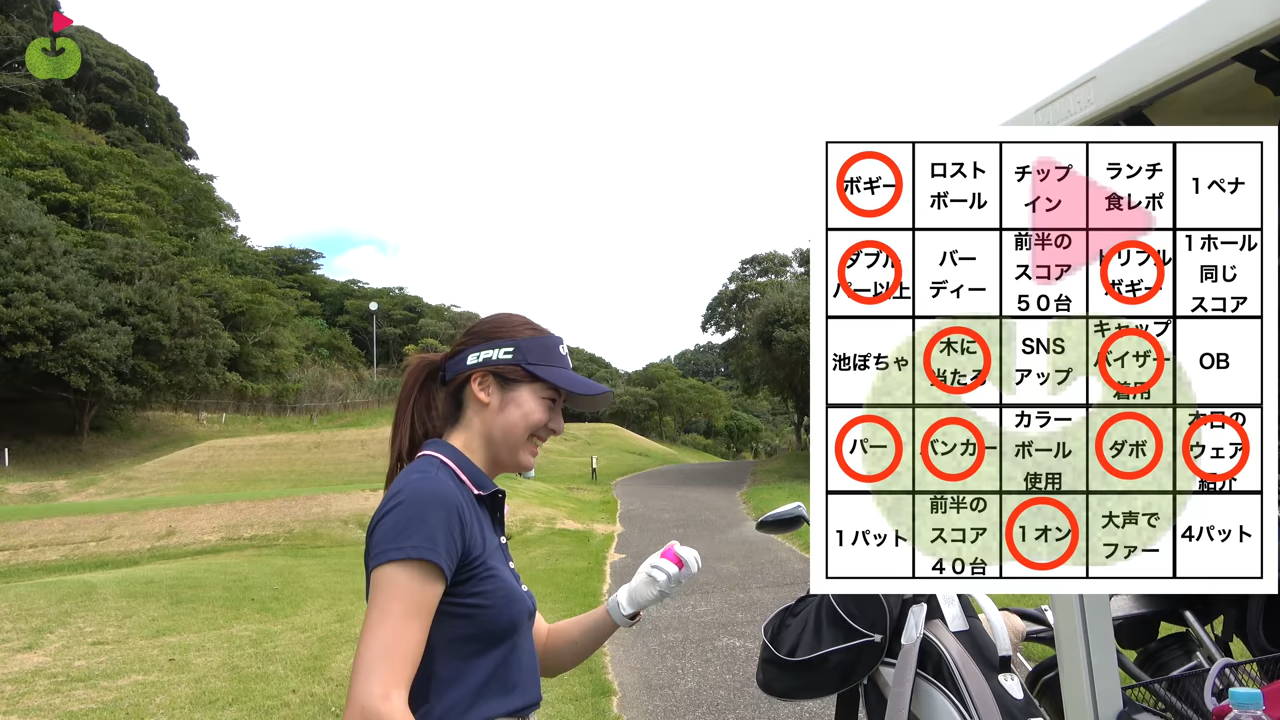 YAMAHA
EPIC
ボギー
ロスト
ボール
チップ
イン
ランチ
食レポ
1ペナ
ダブル
パー以上
バー
ディー
前半の
スコア
50台
トリプル
ボギー
1ホール
同じ
スコア
池ぽちゃ
木に
当たる
SNS
アップ
キャップ
バイザー
着用
OB
パー
バンカー
カラー
ボール
使用
ダボ
本日の
ウェア
紹介
1パット
前半の
スコア
40台
1オン
大声で
ファー
4パット